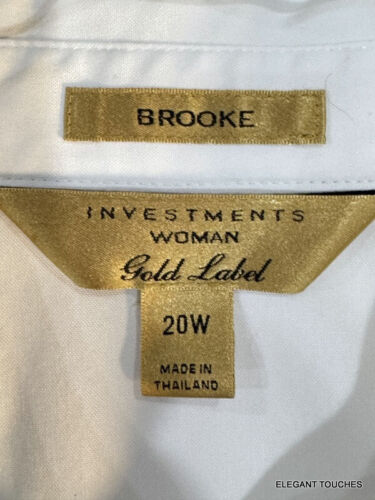 BROOKE
INVESTMENTS
WOMAN
Gold Label
20W
MADE IN
THAILAND
ELEGANT TOUCHES